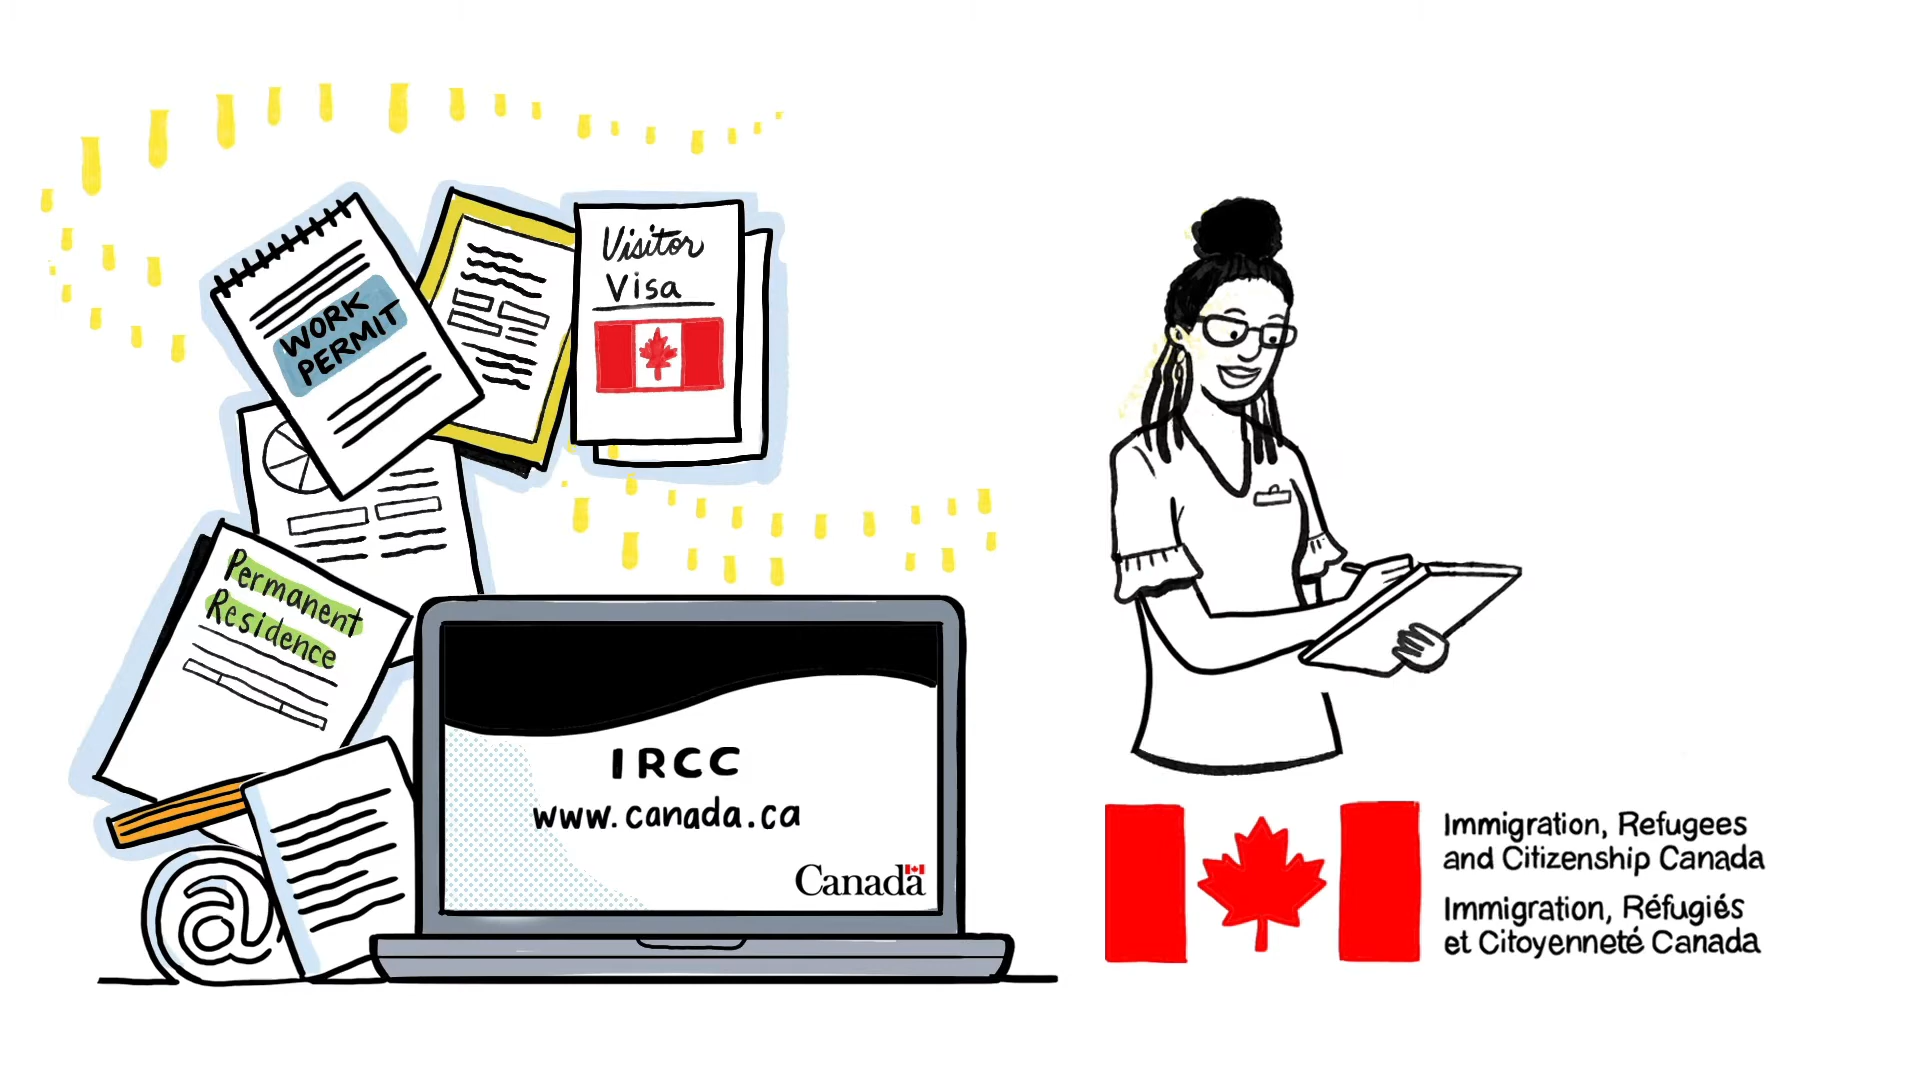 WORK
PERMIT
Visitor
Visa
Permanent
Residence
@
IRCC
www.canada.ca
Canada
Immigration, Refugees
and Citizenship Canada
Immigration, Réfugiés
et Citoyenneté Canada